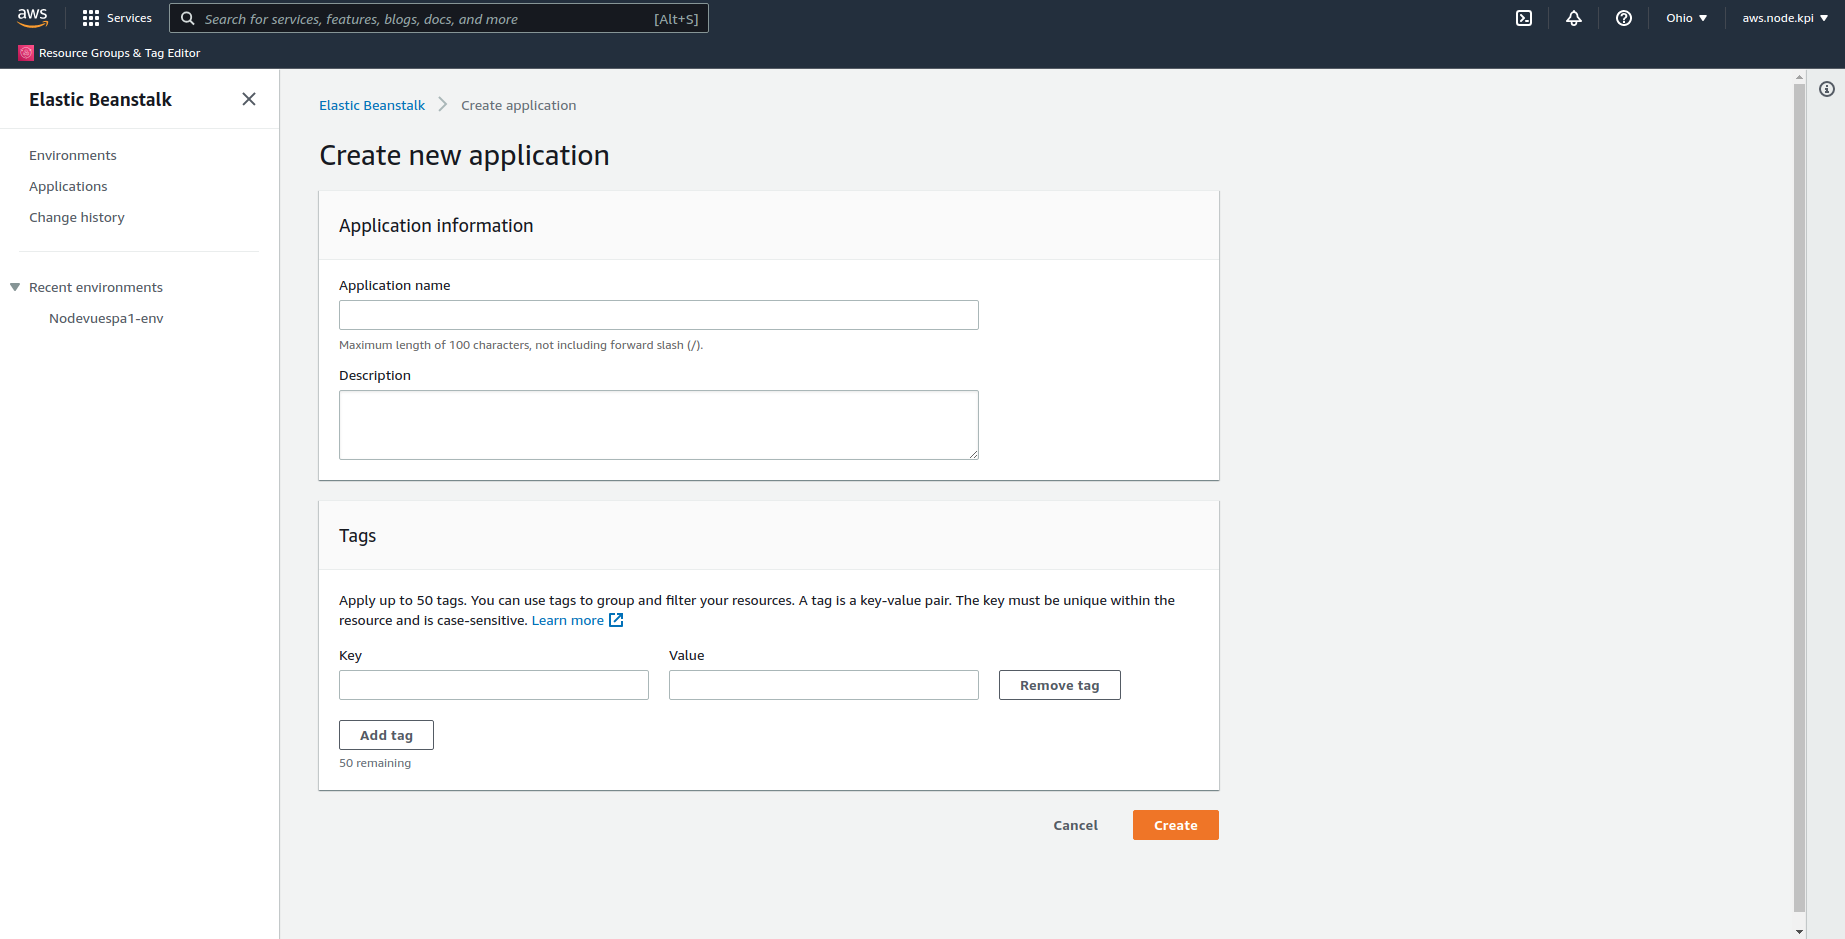 aws
Services
Search for services, features, blogs, docs, and more
[Alt+S]
Ohio
aws.node.kpi
Resource Groups & Tag Editor
Elastic Beanstalk
Environments
Applications
Change history
Recent environments
Nodevuespa1-env
Elastic Beanstalk
Create application
Create new application
Application information
Application name
Maximum length of 100 characters, not including forward slash (/).
Description
Tags
Apply up to 50 tags. You can use tags to group and filter your resources. A tag is a key-value pair. The key must be unique within the
resource and is case-sensitive. Learn more
Key
Value
Remove tag
Add tag
50 remaining
Cancel
Create